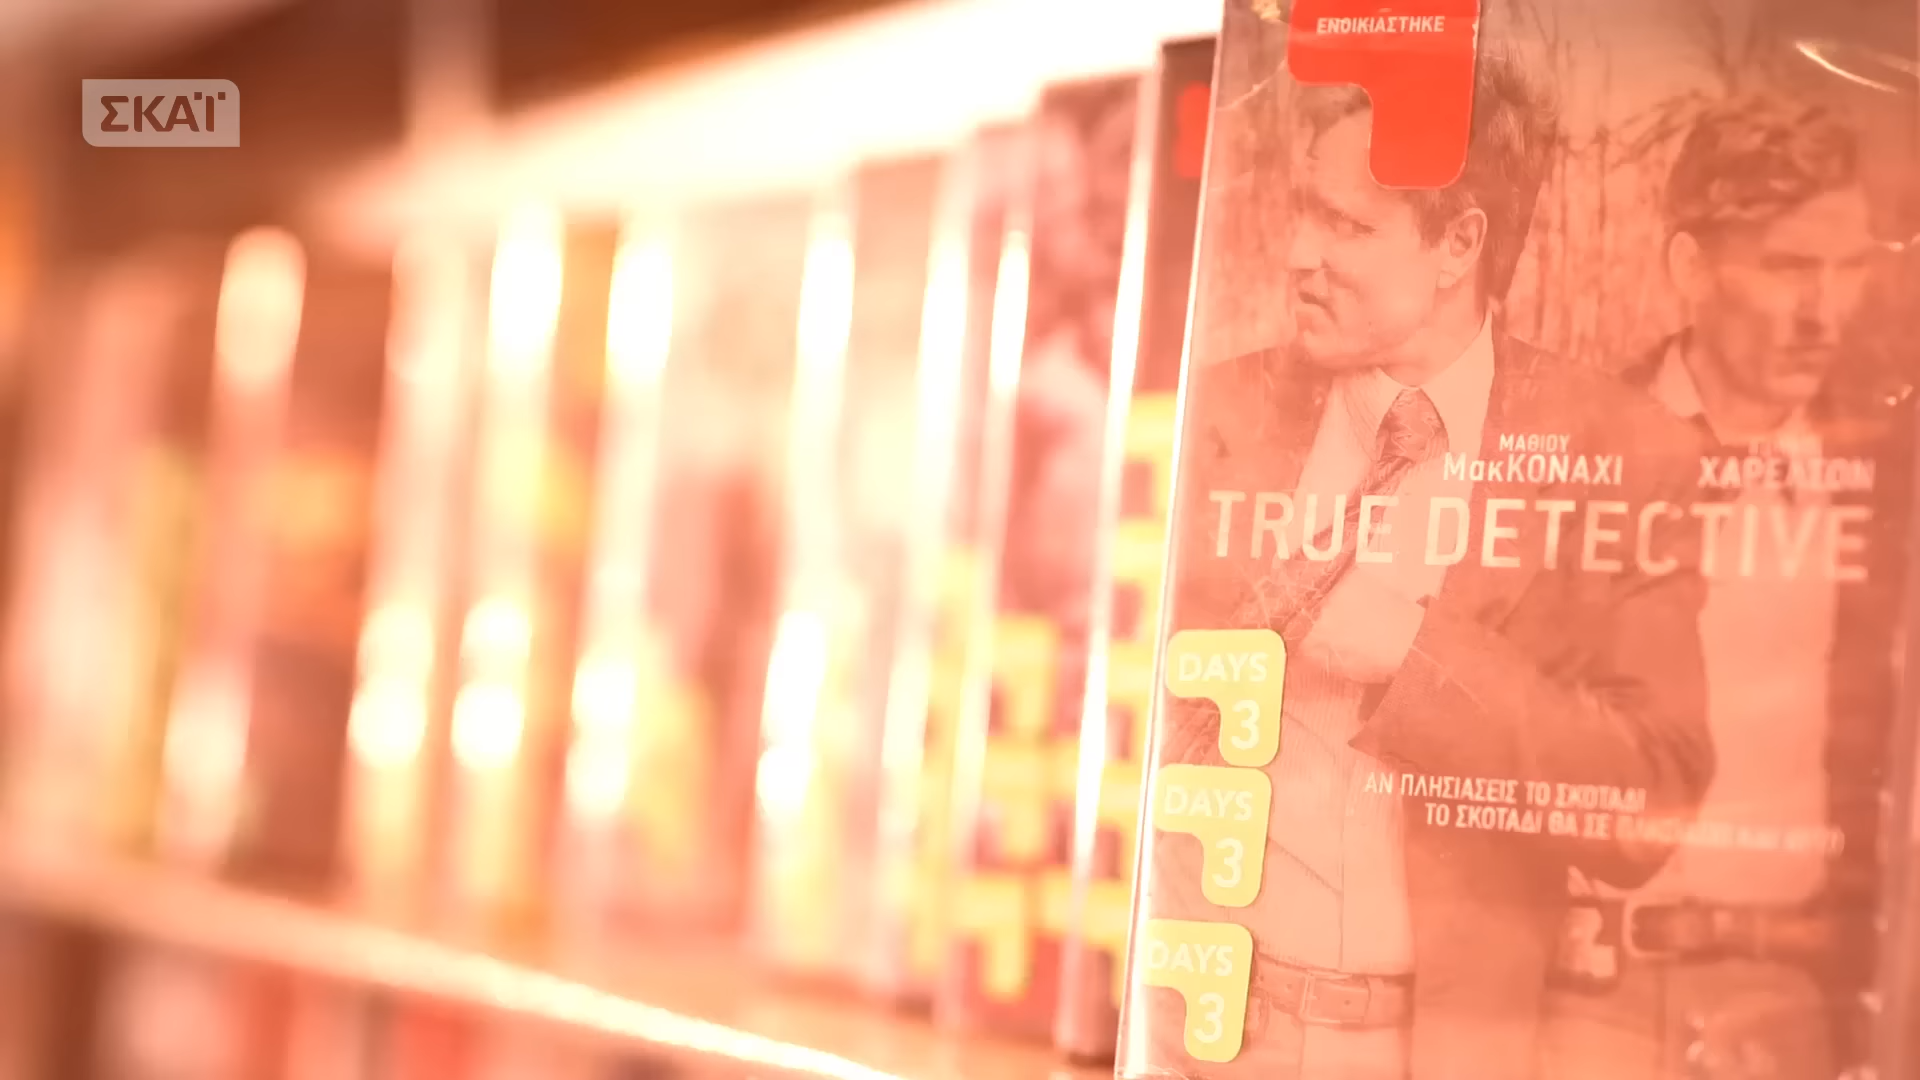 ΣΚΑΪ
ΕΝΟΙΚΙΑΣΤΗΚΕ
ΜΑΘΙΟΥ
ΜακΚΟΝΑΧΙ
ΧΑΡΕΛΣΟΝ
TRUE DETECTIVE
DAYS
3
DAYS
3
DAYS
3
ΑΝ ΠΛΗΣΙΑΣΕΙΣ ΤΟ ΣΚΟΤΑΔΙ
ΤΟ ΣΚΟΤΑΔΙ ΘΑ ΣΕ